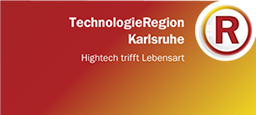 TechnologieRegion
Karlsruhe
Hightech trifft Lebensart
R